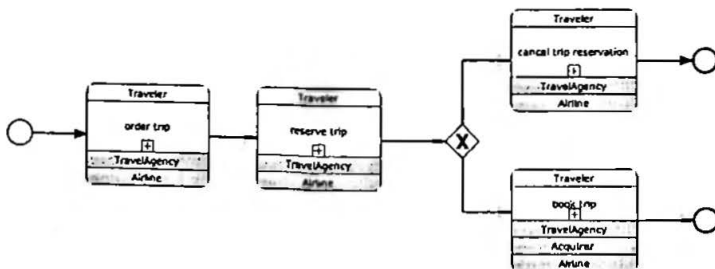 Traveler
order trip
TravelAgency
Airline
Traveler
reserve trip
TravelAgency
Airline
X
Traveler
cancal trip reservation
TravelAgency
Airline
Traveler
book trip
TravelAgency
Acquirer
Airline